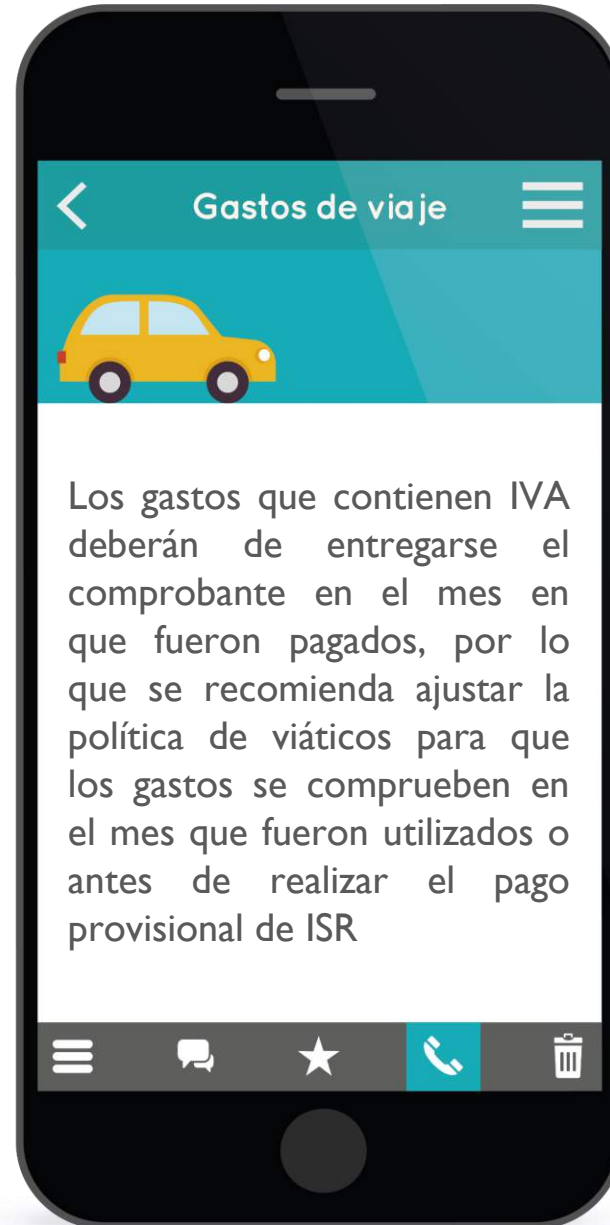 Gastos de viaje
Los gastos que contienen IVA
deberán de entregarse el
comprobante en el mes en
que fueron pagados, por lo
que se recomienda ajustar la
política de viáticos para que
los gastos se comprueben en
el mes que fueron utilizados o
antes de realizar el pago
provisional de ISR